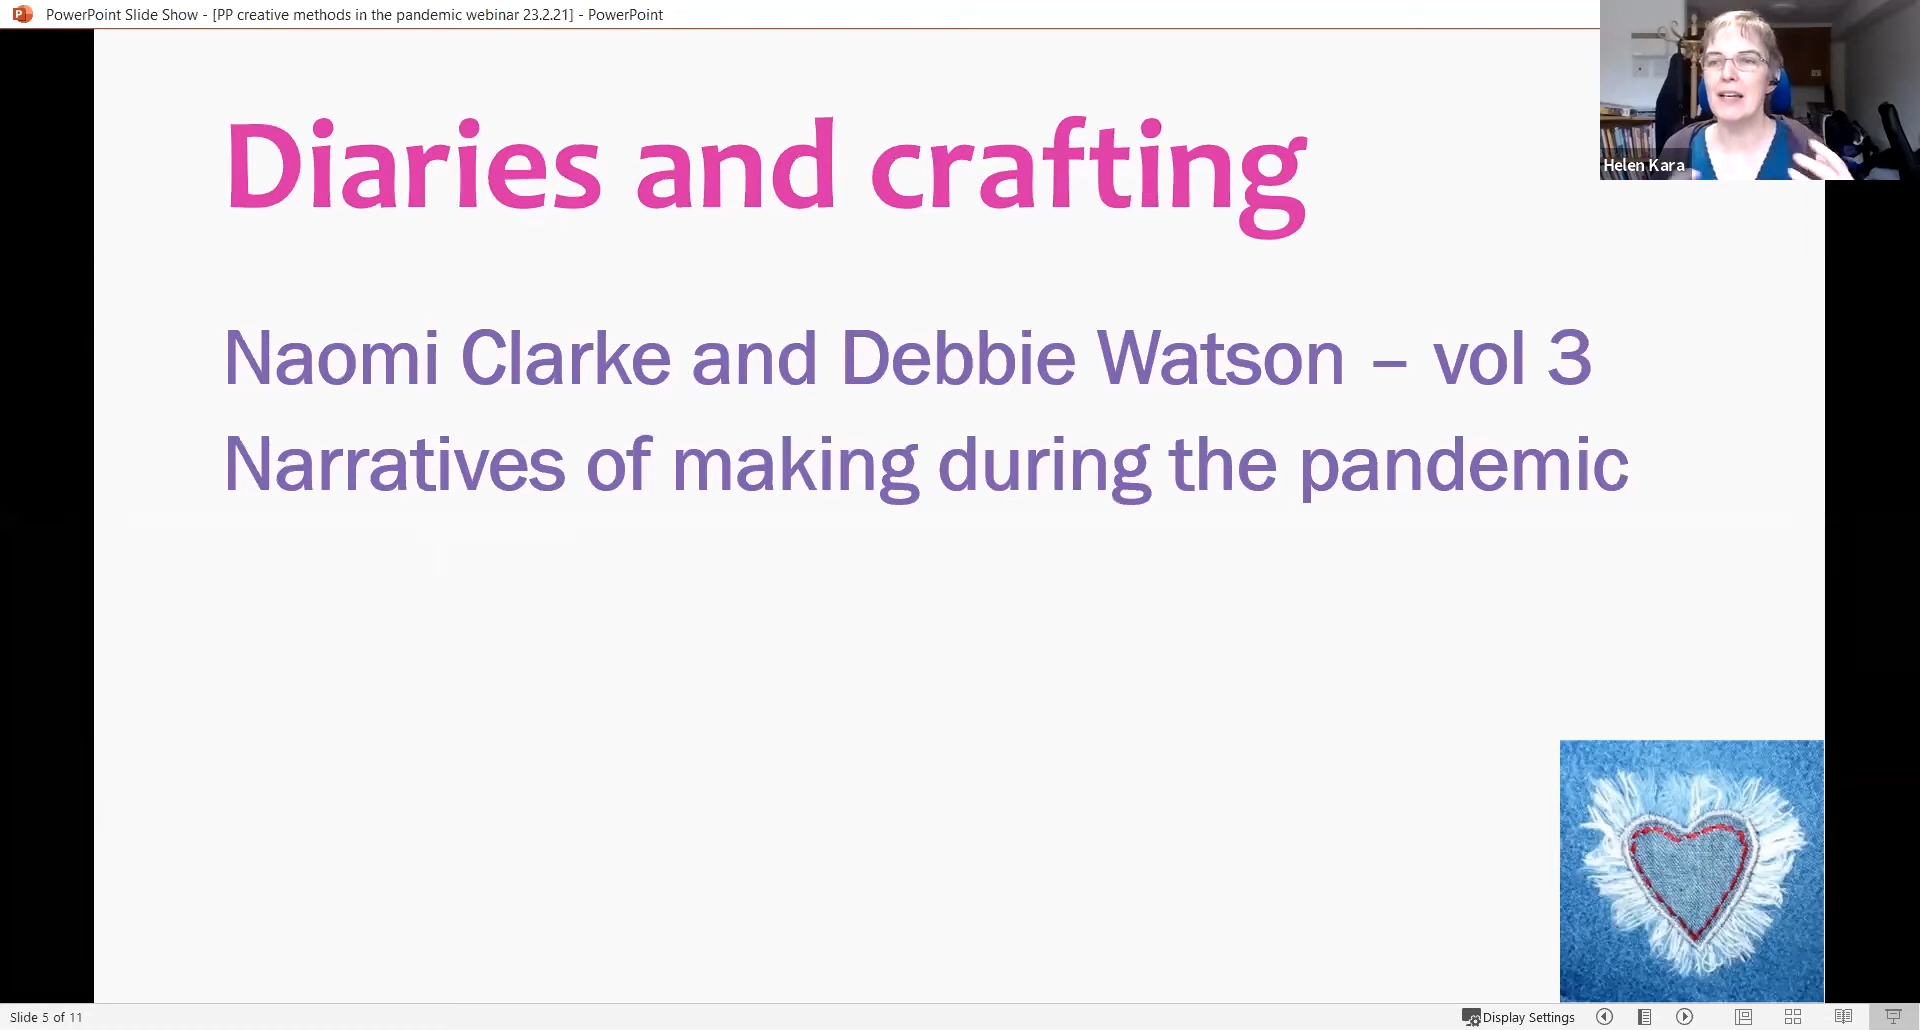 PowerPoint Slide Show - [PP creative methods in the pandemic webinar 23.2.21] - PowerPoint
Helen Kara
Diaries and crafting
Naomi Clarke and Debbie Watson – vol 3
Narratives of making during the pandemic
Slide 5 of 11
Display Settings